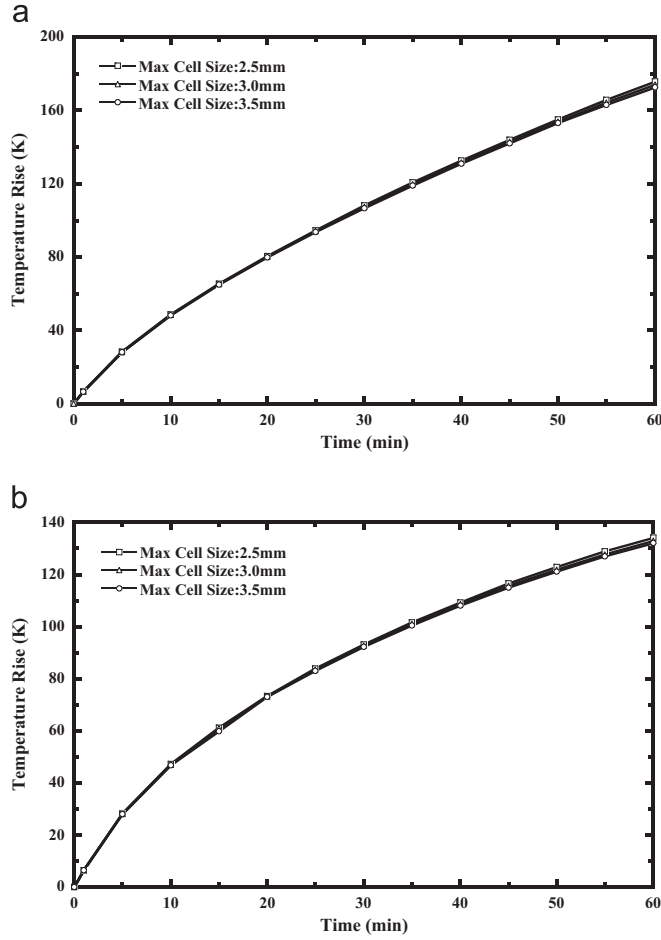 a
200
160
120
80
40
0
Temperature Rise (K)
Max Cell Size:2.5mm
Max Cell Size:3.0mm
Max Cell Size:3.5mm
0 10 20 30 40 50 60
Time (min)
b
140
120
100
80
60
40
20
0
Temperature Rise (K)
Max Cell Size:2.5mm
Max Cell Size:3.0mm
Max Cell Size:3.5mm
0 10 20 30 40 50 60
Time (min)